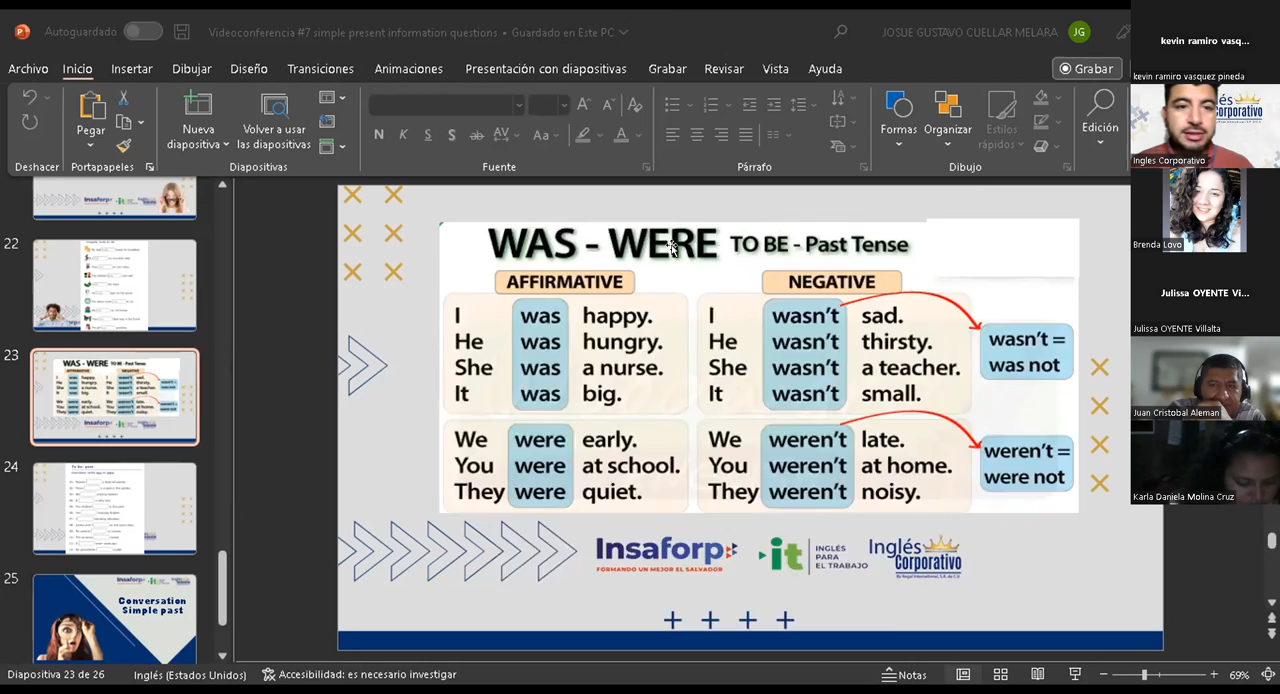 Autoguardado
Videoconferencia #7 simple present information questions • Guardado en Este PC
JOSUE GUSTAVO CUELLAR MELARA
JG
Archivo Inicio Insertar Dibujar Diseño Transiciones Animaciones Presentación con diapositivas Grabar Revisar Vista Ayuda
Grabar
Pegar
Nueva diapositiva
Volver a usar las diapositivas
Formas
Organizar
Estilos rápidos
Edición
Deshacer
Portapapeles
Diapositivas
Fuente
Párrafo
Dibujo
22
23
24
25
Conversation
Simple past
WAS - WERE TO BE - Past Tense
AFFIRMATIVE
I was happy.
He was hungry.
She was a nurse.
It was big.
We were early.
You were at school.
They were quiet.
NEGATIVE
I wasn't sad.
He wasn't thirsty.
She wasn't a teacher.
It wasn't small.
We weren't late.
You weren't at home.
They weren't noisy.
wasn't =
was not
weren't =
were not
Insaforp
FORMANDO UN MEJOR EL SALVADOR
it
INGLÉS
PARA
EL TRABAJO
Inglés
Corporativo
kevin ramiro vasq...
kevin ramiro vasquez pineda
Ingles Corporativo
Brenda Lovo
Julissa OYENTE Vi...
Julissa OYENTE Villalta
Juan Cristobal Aleman
Karla Daniela Molina Cruz
Diapositiva 23 de 26
Inglés (Estados Unidos)
Accesibilidad: es necesario investigar
Notas
69%